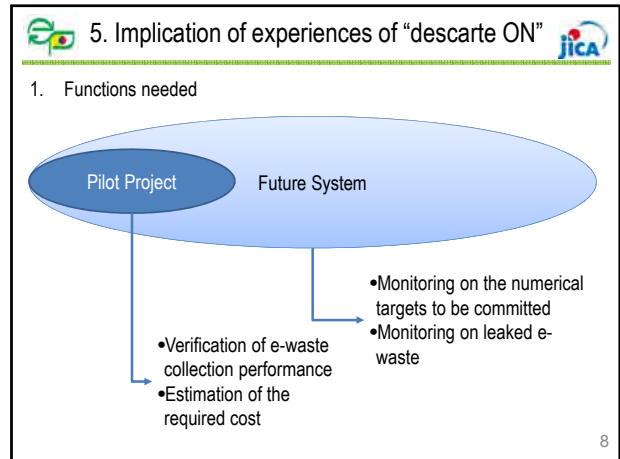 5. Implication of experiences of “descarte ON”
jICA
1. Functions needed
Pilot Project
Future System
•Monitoring on the numerical
targets to be committed
•Monitoring on leaked e-
waste
•Verification of e-waste
collection performance
•Estimation of the
required cost
8